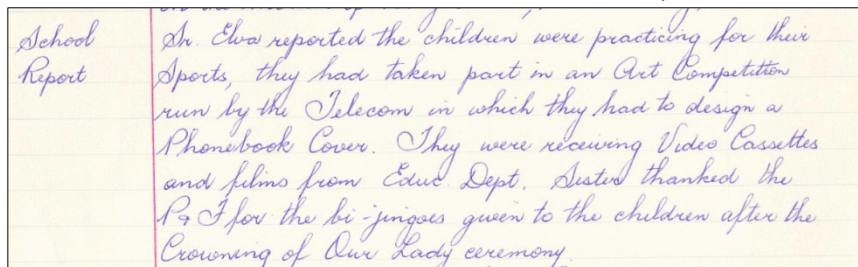 School Report
Sr. Elva reported the children were practicing for their
Sports, they had taken part in an Art Competition
run by the Telecom in which they had to design a
Phonebook Cover. They were receiving Video Cassettes
and films from Educ. Dept. Sister thanked the
P & F for the bi-jingoes given to the children after the
Crowning of Our Lady ceremony.